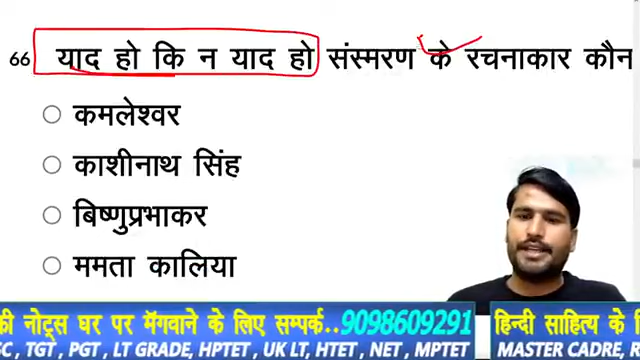 66 याद हो कि न याद हो संस्मरण के रचनाकार कौन
कमलेश्वर
काशीनाथ सिंह
बिष्णुप्रभाकर
ममता कालिया
की नोट्स घर पर मॅगवाने के लिए सम्पर्क..9098609291
हिन्दी साहित्य के
SC , TGT , PGT , LT GRADE, HPTET , UK LT, HTET , NET , MPTET
MASTER CADRE,